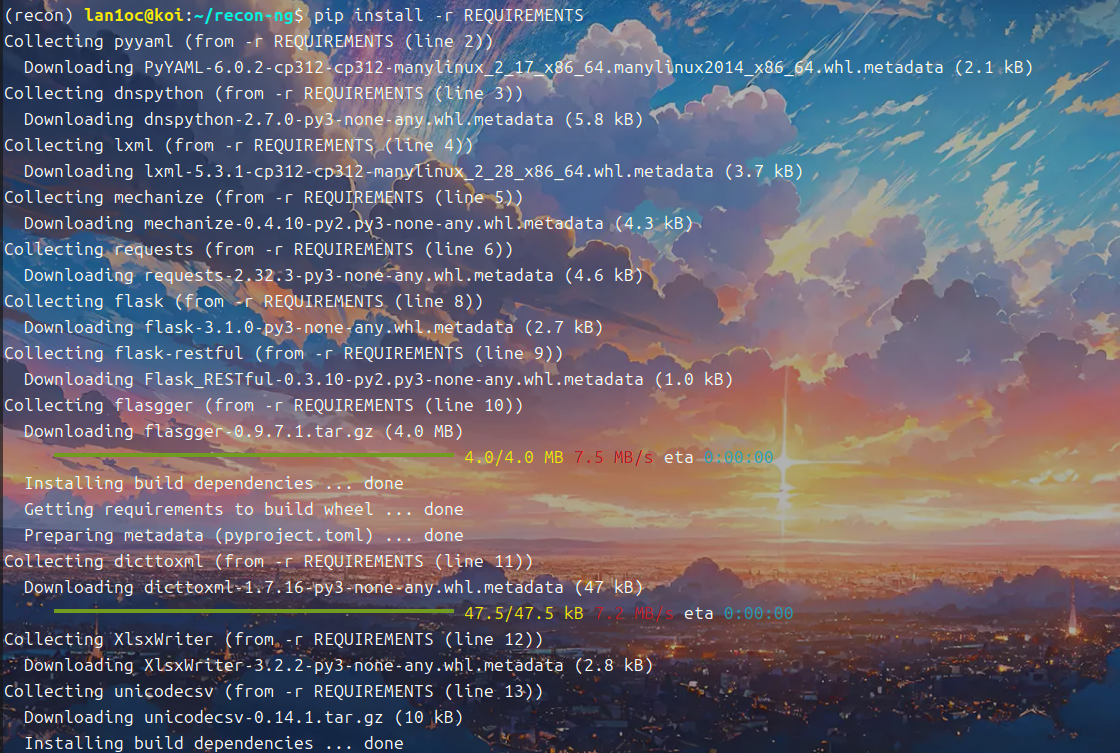 (recon) lan1oc@koi:~/recon-ng$ pip install -r REQUIREMENTS
Collecting pyyaml (from -r REQUIREMENTS (line 2))
Downloading PyYAML-6.0.2-cp312-cp312-manylinux_2_17_x86_64.manylinux2014_x86_64.whl.metadata (2.1 kB)
Collecting dnspython (from -r REQUIREMENTS (line 3))
Downloading dnspython-2.7.0-py3-none-any.whl.metadata (5.8 kB)
Collecting lxml (from -r REQUIREMENTS (line 4))
Downloading lxml-5.3.1-cp312-cp312-manylinux_2_28_x86_64.whl.metadata (3.7 kB)
Collecting mechanize (from -r REQUIREMENTS (line 5))
Downloading mechanize-0.4.10-py2.py3-none-any.whl.metadata (4.3 kB)
Collecting requests (from -r REQUIREMENTS (line 6))
Downloading requests-2.32.3-py3-none-any.whl.metadata (4.6 kB)
Collecting flask (from -r REQUIREMENTS (line 8))
Downloading flask-3.1.0-py3-none-any.whl.metadata (2.7 kB)
Collecting flask-restful (from -r REQUIREMENTS (line 9))
Downloading Flask_RESTful-0.3.10-py2.py3-none-any.whl.metadata (1.0 kB)
Collecting flasgger (from -r REQUIREMENTS (line 10))
Downloading flasgger-0.9.7.1.tar.gz (4.0 MB)
4.0/4.0 MB 7.5 MB/s eta 0:00:00
Installing build dependencies ... done
Getting requirements to build wheel ... done
Preparing metadata (pyproject.toml) ... done
Collecting dicttoxml (from -r REQUIREMENTS (line 11))
Downloading dicttoxml-1.7.16-py3-none-any.whl.metadata (47 kB)
47.5/47.5 kB 7.2 MB/s eta 0:00:00
Collecting XlsxWriter (from -r REQUIREMENTS (line 12))
Downloading XlsxWriter-3.2.2-py3-none-any.whl.metadata (2.8 kB)
Collecting unicodecsv (from -r REQUIREMENTS (line 13))
Downloading unicodecsv-0.14.1.tar.gz (10 kB)
Installing build dependencies ... done